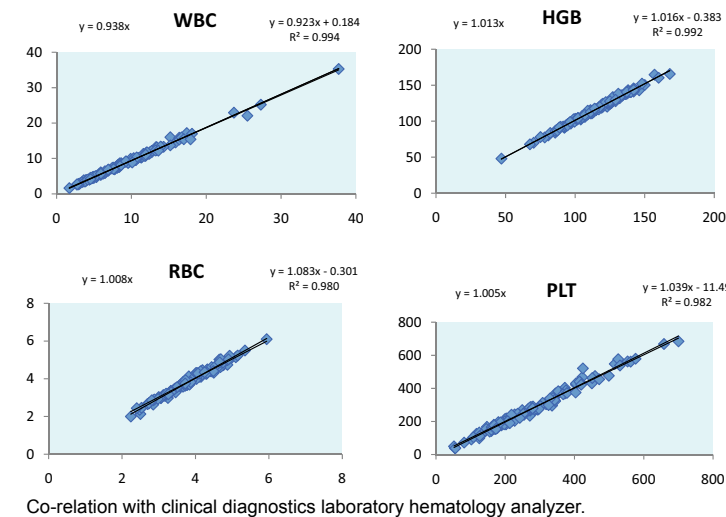 y = 0.938x
WBC
y = 0.923x + 0.184
R² = 0.994
40
30
20
10
0
0 10 20 30 40
y = 1.013x
HGB
y = 1.016x - 0.383
R² = 0.992
200
150
100
50
0
0 50 100 150 200
y = 1.008x
RBC
y = 1.083x - 0.301
R² = 0.980
8
6
4
2
0
0 2 4 6 8
y = 1.005x
PLT
y = 1.039x - 11.49
R² = 0.982
800
600
400
200
0
0 200 400 600 800
Co-relation with clinical diagnostics laboratory hematology analyzer.